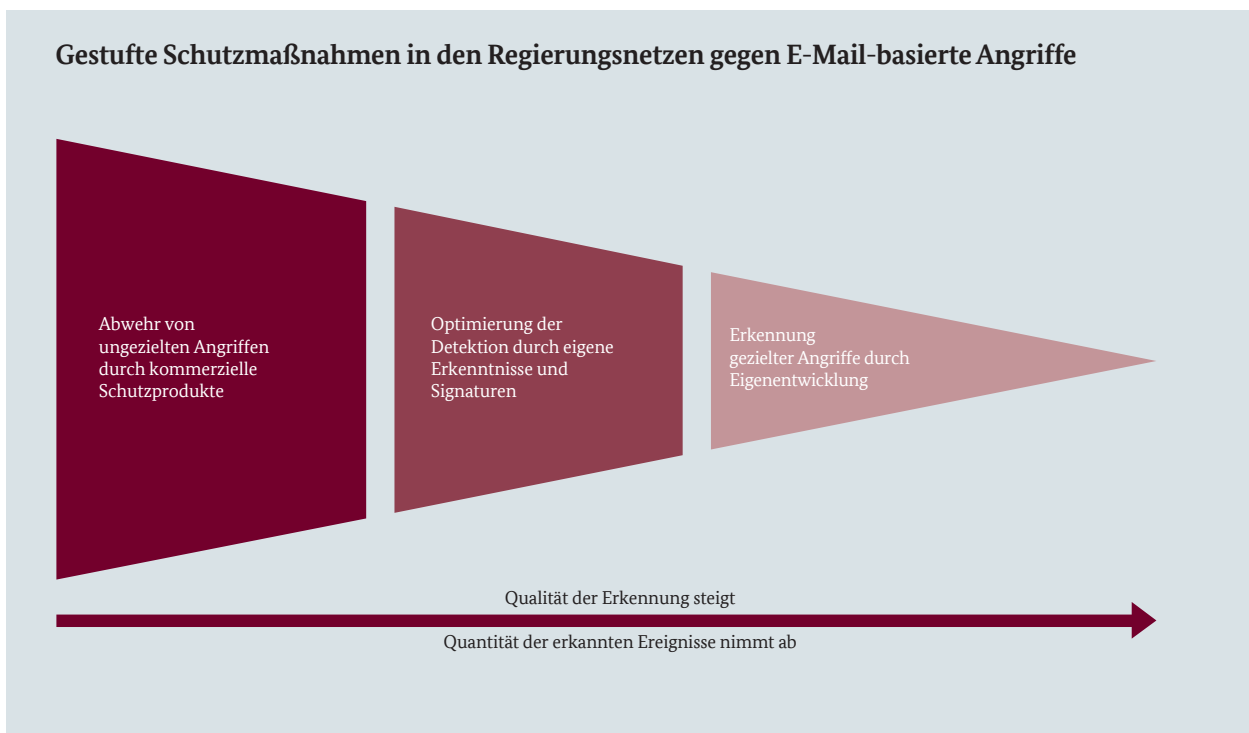 Gestufte Schutzmaßnahmen in den Regierungsnetzen gegen E-Mail-basierte Angriffe
Abwehr von
ungezielten Angriffen
durch kommerzielle
Schutzprodukte
Optimierung der
Detektion durch eigene
Erkenntnisse und
Signaturen
Erkennung
gezielter Angriffe durch
Eigenentwicklung
Qualität der Erkennung steigt
Quantität der erkannten Ereignisse nimmt ab